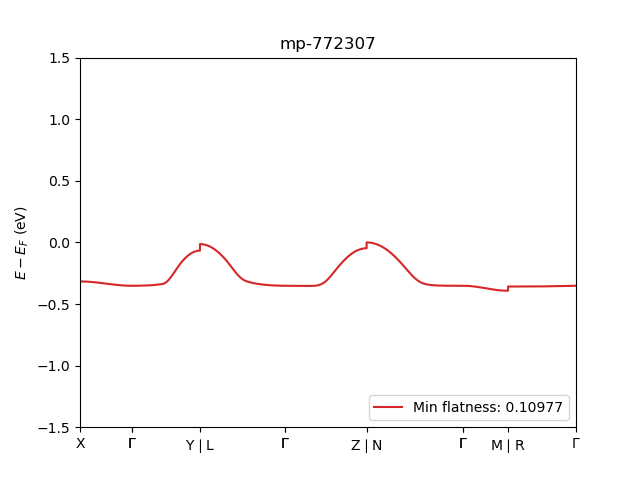 mp-772307
E − E_F (eV)
1.5
1.0
0.5
0.0
−0.5
−1.0
−1.5
Min flatness: 0.10977
X Γ Y | L Γ Z | N Γ M | R Γ